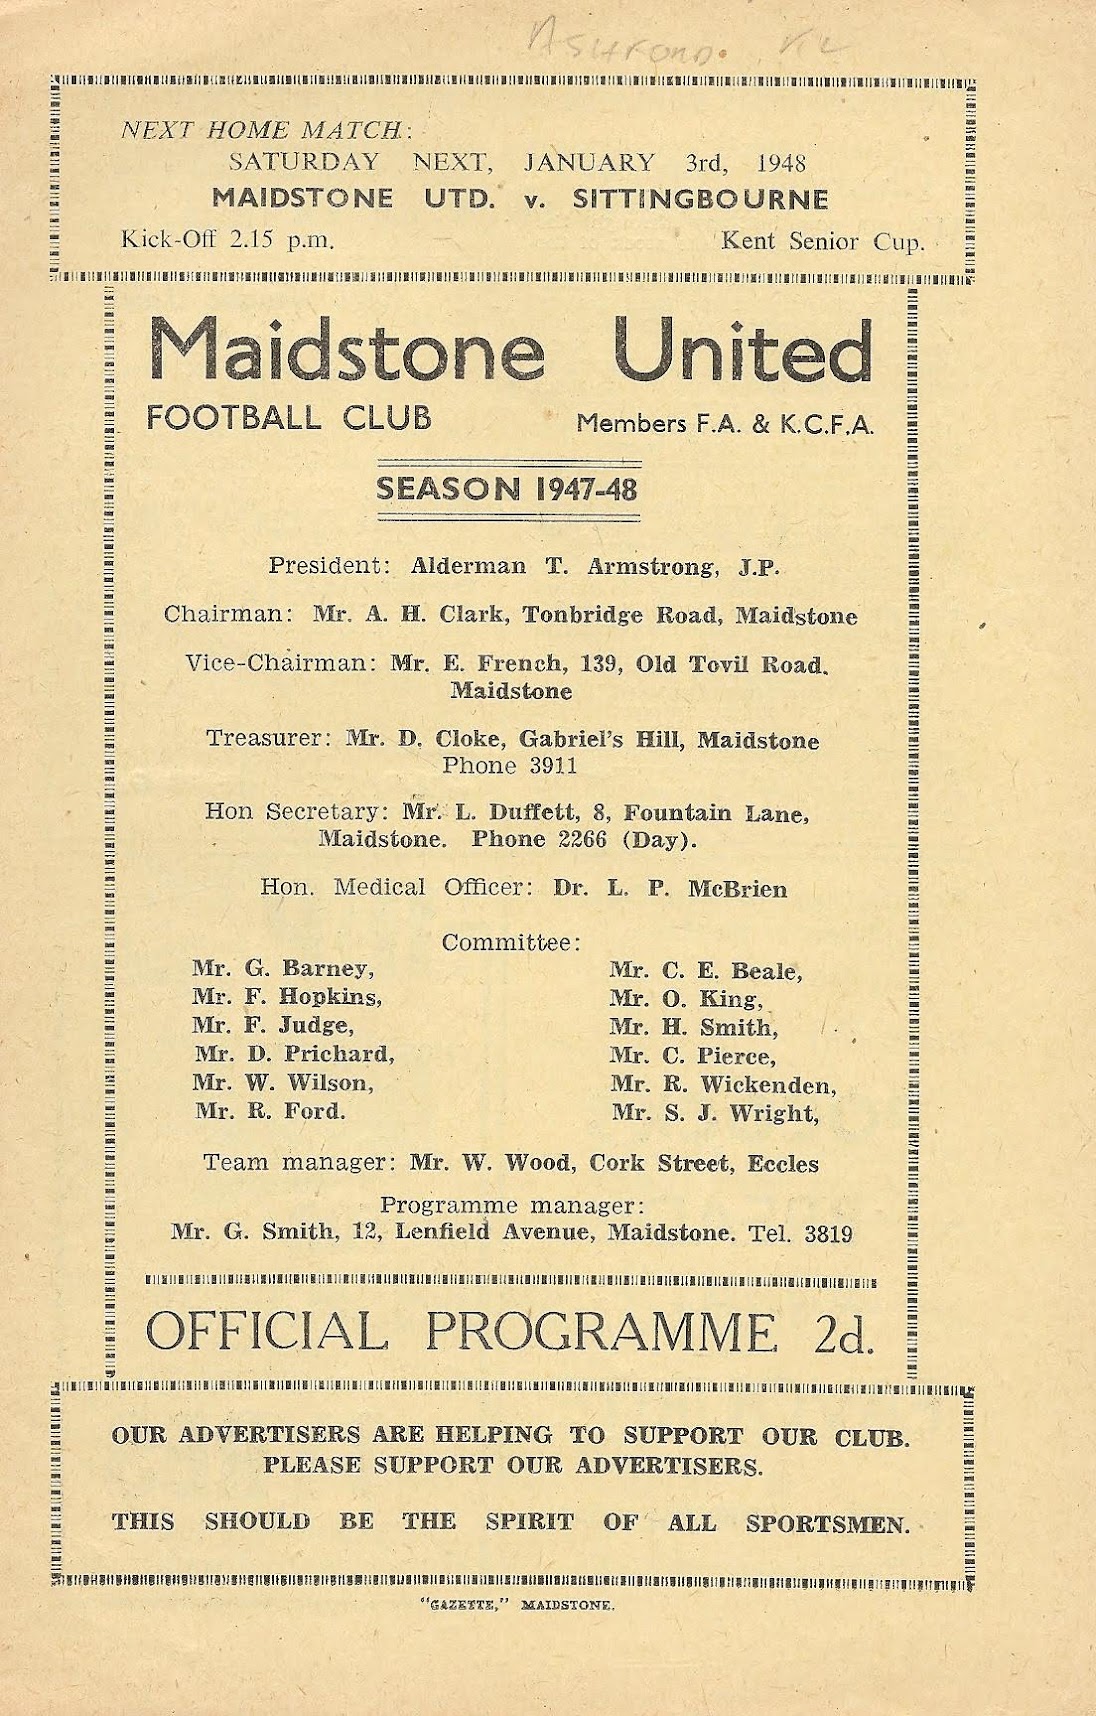 ASHFORD.
NEXT HOME MATCH:
SATURDAY NEXT, JANUARY 3rd, 1948
MAIDSTONE UTD. v. SITTINGBOURNE
Kick-Off 2.15 p.m. Kent Senior Cup.
Maidstone United
FOOTBALL CLUB Members F.A. & K.C.F.A.
SEASON 1947-48
President: Alderman T. Armstrong, J.P.
Chairman: Mr. A. H. Clark, Tonbridge Road, Maidstone
Vice-Chairman: Mr. E. French, 139, Old Tovil Road.
Maidstone
Treasurer: Mr. D. Cloke, Gabriel's Hill, Maidstone
Phone 3911
Hon Secretary: Mr. L. Duffett, 8, Fountain Lane,
Maidstone. Phone 2266 (Day).
Hon. Medical Officer: Dr. L. P. McBrien
Committee:
Mr. G. Barney, Mr. C. E. Beale,
Mr. F. Hopkins, Mr. O. King,
Mr. F. Judge, Mr. H. Smith,
Mr. D. Prichard, Mr. C. Pierce,
Mr. W. Wilson, Mr. R. Wickenden,
Mr. R. Ford. Mr. S. J. Wright,
Team manager: Mr. W. Wood, Cork Street, Eccles
Programme manager:
Mr. G. Smith, 12, Lenfield Avenue, Maidstone. Tel. 3819
OFFICIAL PROGRAMME 2d.
OUR ADVERTISERS ARE HELPING TO SUPPORT OUR CLUB.
PLEASE SUPPORT OUR ADVERTISERS.
THIS SHOULD BE THE SPIRIT OF ALL SPORTSMEN.
"GAZETTE," MAIDSTONE.